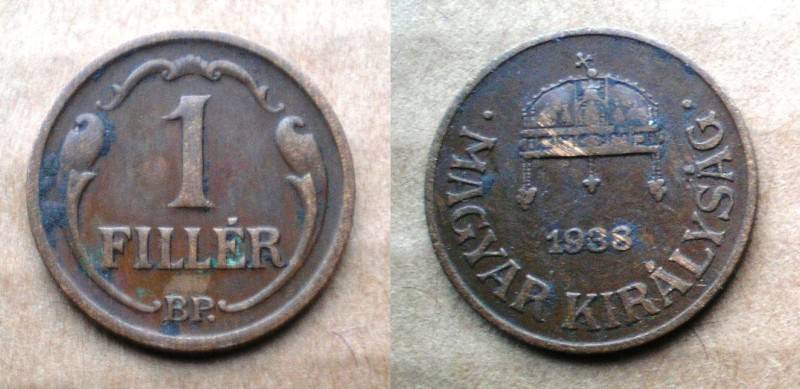 1
FILLÉR
BP.
1938
· MAGYAR KIRÁLYSÁG ·